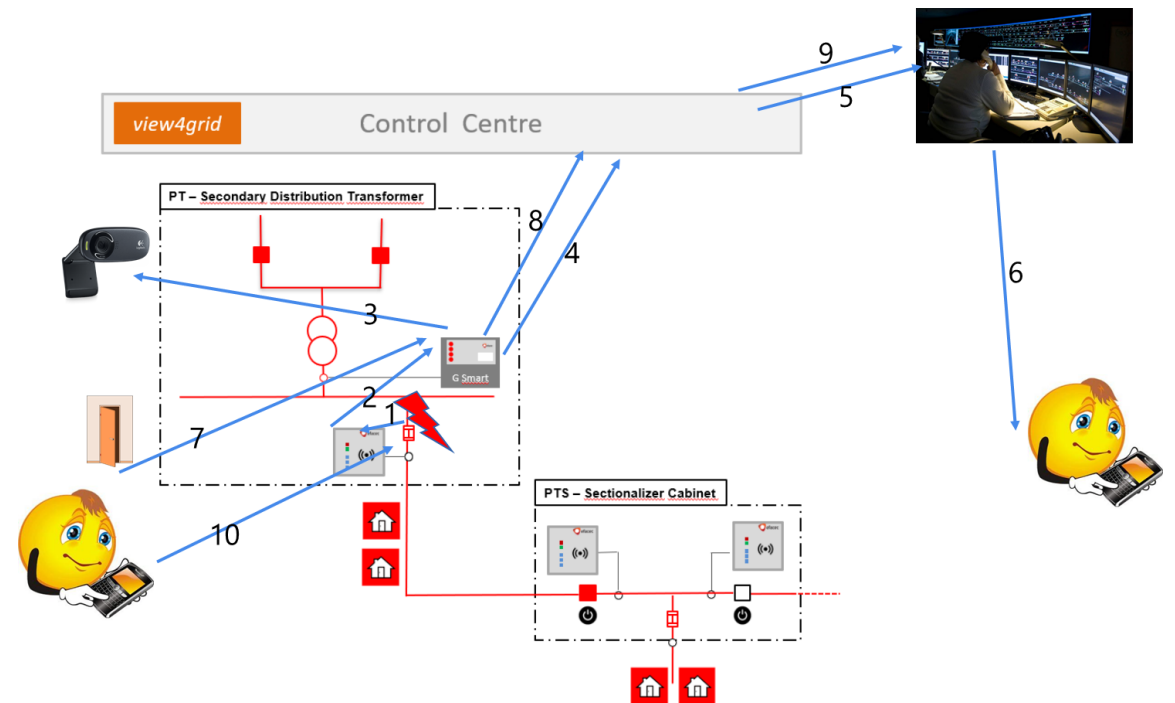 9
5
view4grid
Control Centre
PT – Secondary Distribution Transformer
8
4
6
3
G Smart
2
1
7
PTS – Sectionalizer Cabinet
10